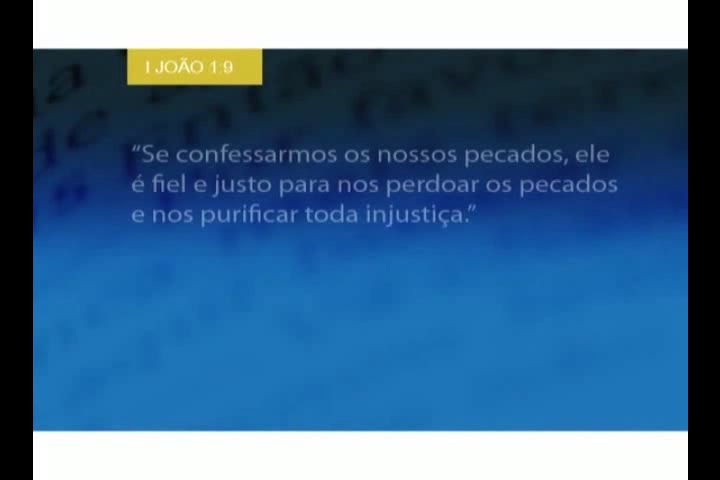 I JOÃO 1:9
“Se confessarmos os nossos pecados, ele
é fiel e justo para nos perdoar os pecados
e nos purificar toda injustiça.”